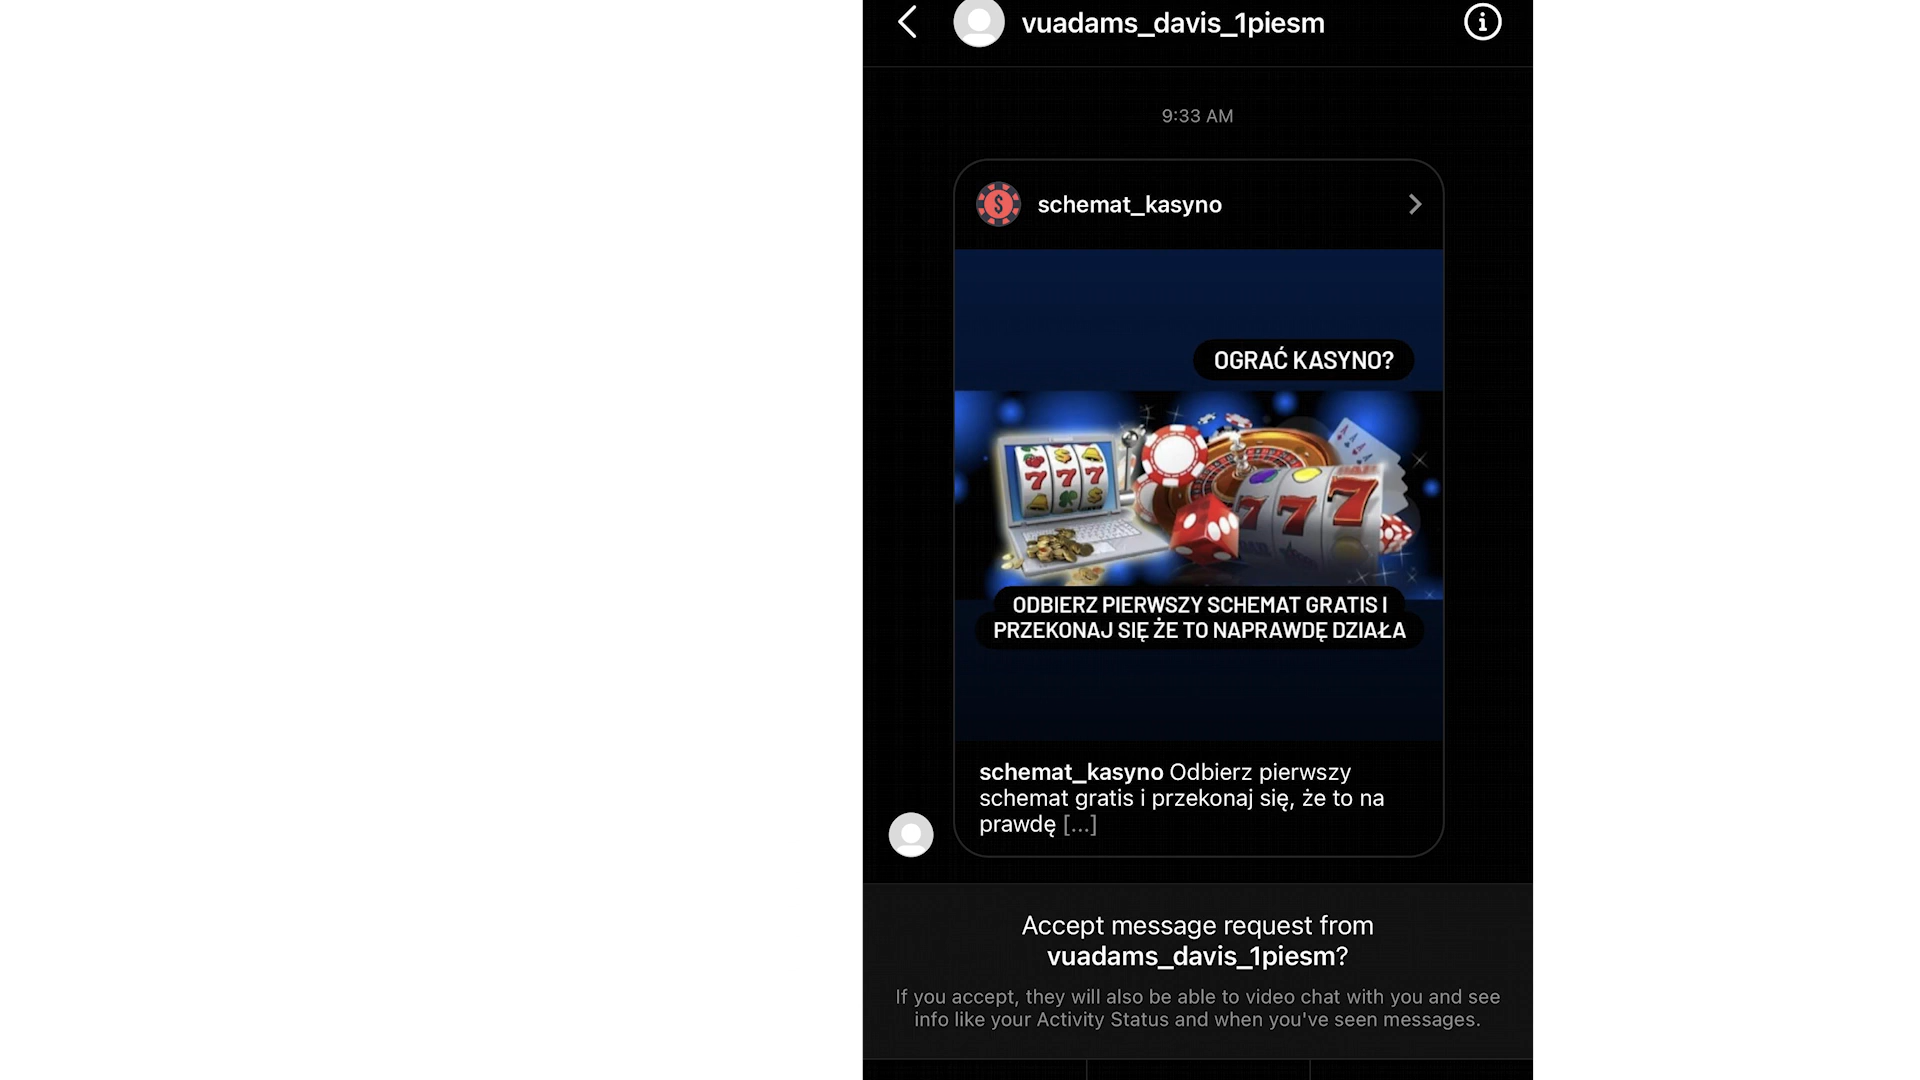 vuadams_davis_1piesm
9:33 AM
schemat_kasyno
OGRAĆ KASYNO?
ODBIERZ PIERWSZY SCHEMAT GRATIS I
PRZEKONAJ SIĘ ŻE TO NAPRAWDĘ DZIAŁA
schemat_kasyno Odbierz pierwszy
schemat gratis i przekonaj się, że to na
prawdę [...]
Accept message request from
vuadams_davis_1piesm?
If you accept, they will also be able to video chat with you and see
info like your Activity Status and when you've seen messages.